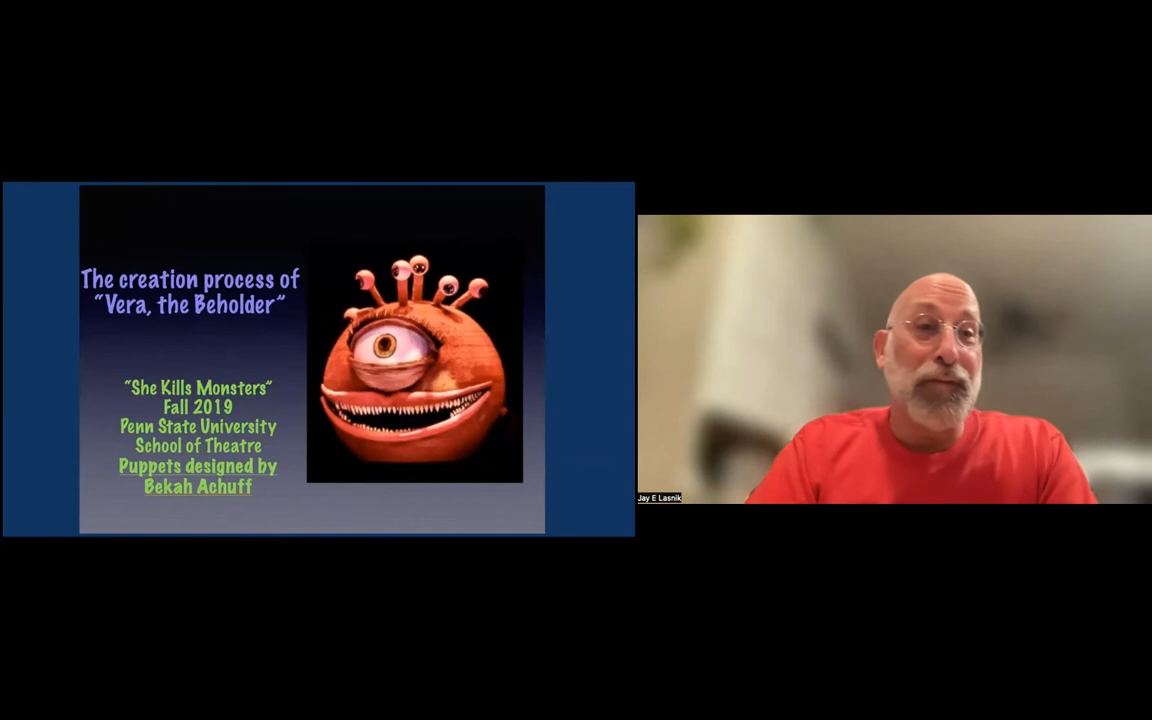 The creation process of
“Vera, the Beholder”
“She Kills Monsters”
Fall 2019
Penn State University
School of Theatre
Puppets designed by
Bekah Achuff
Jay E Lasnik